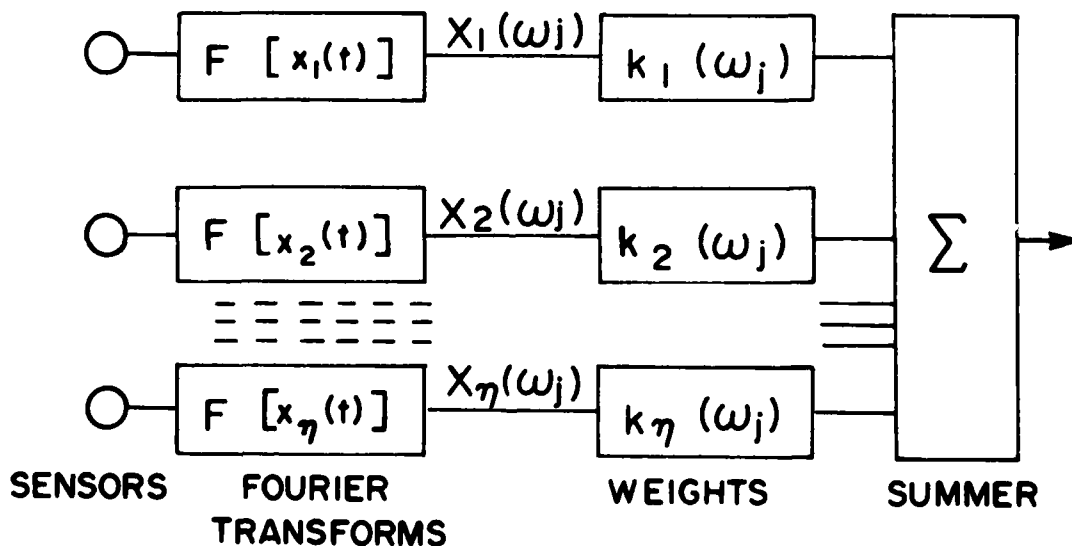 F [x₁(t)] X₁(ωj) k₁(ωj)
F [x₂(t)] X₂(ωj) k₂(ωj) Σ
F [xη(t)] Xη(ωj) kη(ωj)
SENSORS FOURIER TRANSFORMS WEIGHTS SUMMER